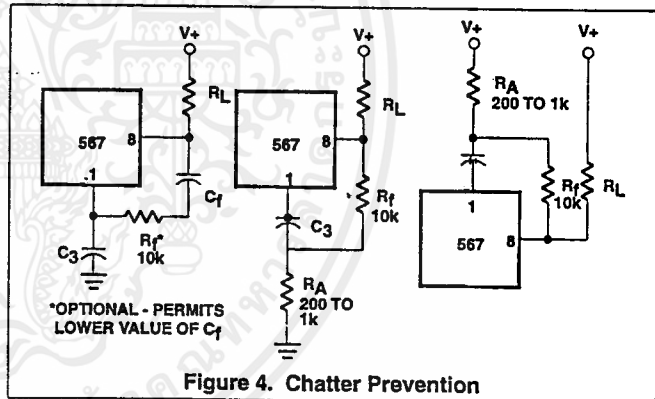 V+
RL
567
8
1
Cf
Rf*
10k
C3
*OPTIONAL - PERMITS
LOWER VALUE OF Cf
V+
RL
567
8
1
Rf
10k
C3
RA
200 TO
1k
V+
V+
RA
200 TO 1k
Rf
10k
RL
1
567
8
Figure 4. Chatter Prevention